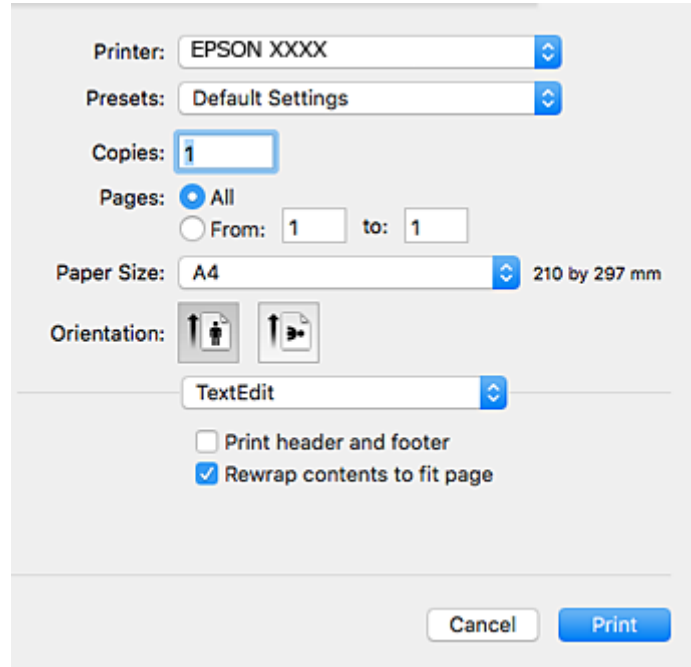 Printer: EPSON XXXX
Presets: Default Settings
Copies: 1
Pages: All
From: 1 to: 1
Paper Size: A4 210 by 297 mm
Orientation:
TextEdit
Print header and footer
Rewrap contents to fit page
Cancel Print